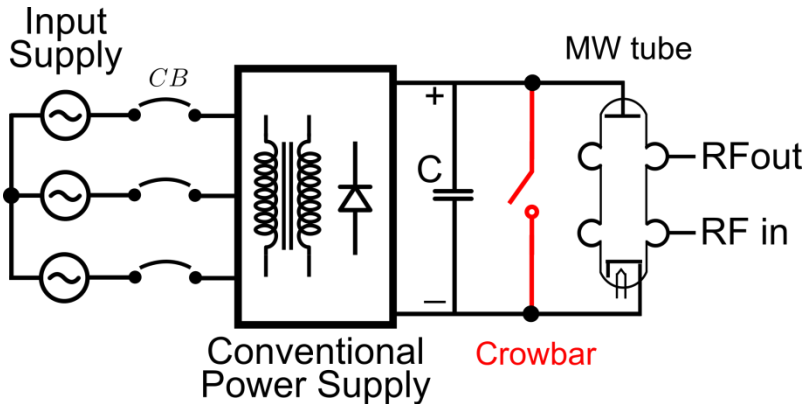 Input
Supply
CB
MW tube
+
C
RFout
RF in
−
Crowbar
Conventional
Power Supply